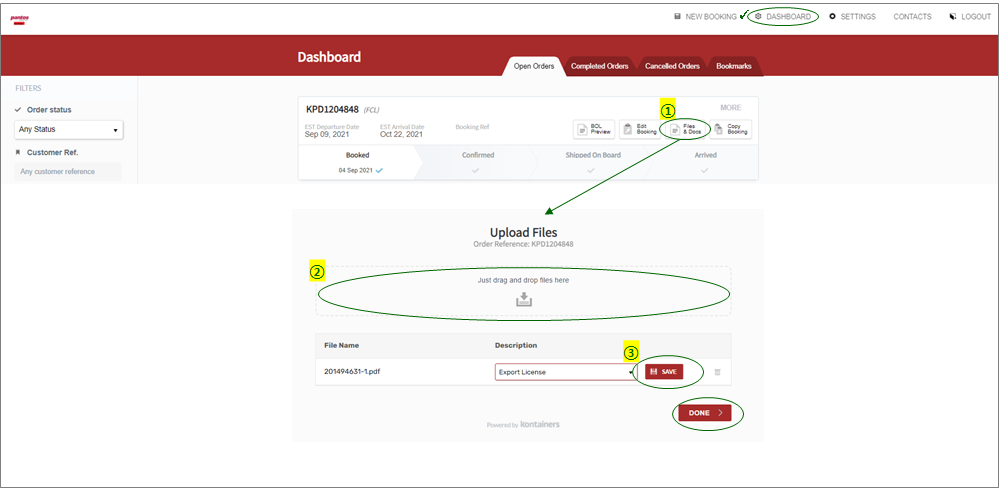 pantos
NEW BOOKING
DASHBOARD
SETTINGS
CONTACTS
LOGOUT
Dashboard
Open Orders
Completed Orders
Cancelled Orders
Bookmarks
FILTERS
Order status
Any Status
Customer Ref.
Any customer reference
KPD1204848 (FCL)
①
MORE
EST Departure Date
Sep 09, 2021
EST Arrival Date
Oct 22, 2021
Booking Ref
BOL
Preview
Edit
Booking
Files
& Docs
Copy
Booking
Booked
04 Sep 2021
Confirmed
Shipped On Board
Arrived
Upload Files
Order Reference: KPD1204848
②
Just drag and drop files here
File Name
Description
③
201494631-1.pdf
Export License
SAVE
DONE
Powered by kontainers